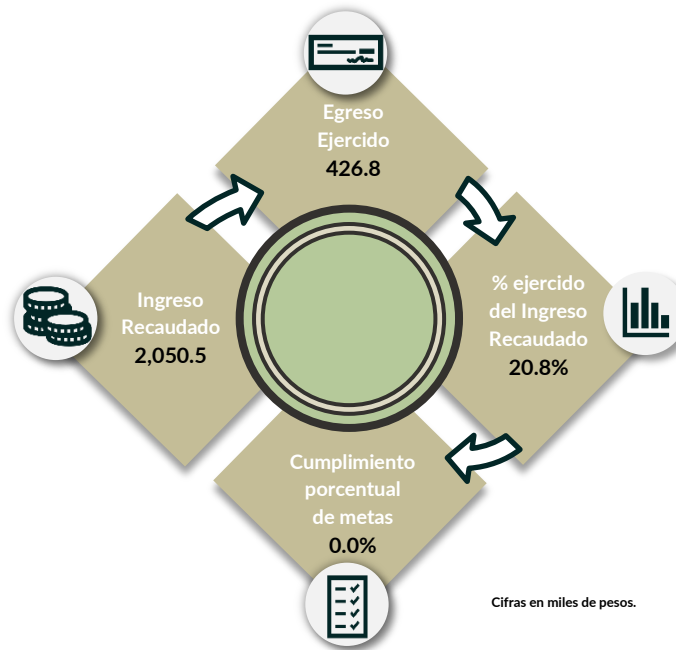 Egreso
Ejercido
426.8
Ingreso
Recaudado
2,050.5
% ejercido
del Ingreso
Recaudado
20.8%
Cumplimiento
porcentual
de metas
0.0%
Cifras en miles de pesos.